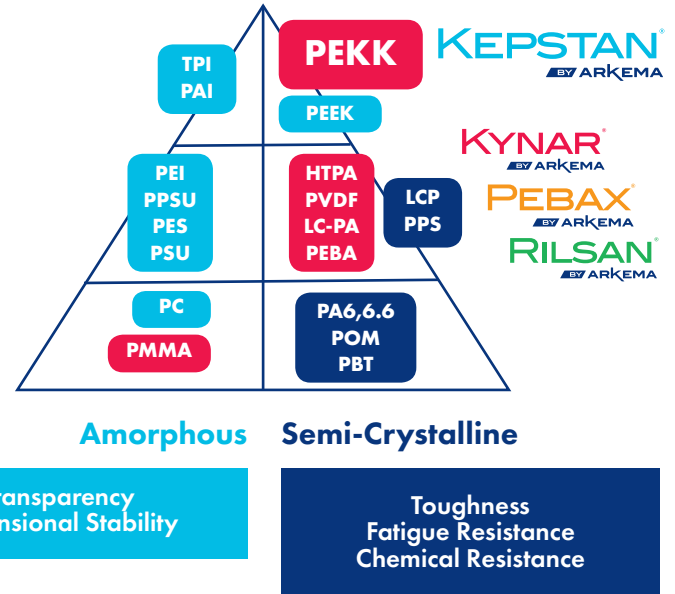 PEKK
KEPSTAN®
BY ARKEMA
TPI
PAI
PEEK
KYNAR®
BY ARKEMA
PEI
PPSU
PES
PSU
HTPA
PVDF
LC-PA
PEBA
LCP
PPS
PEBAX®
BY ARKEMA
RILSAN®
BY ARKEMA
PC
PMMA
PA6,6.6
POM
PBT
Amorphous
Semi-Crystalline
ransparency
nsional Stability
Toughness
Fatigue Resistance
Chemical Resistance